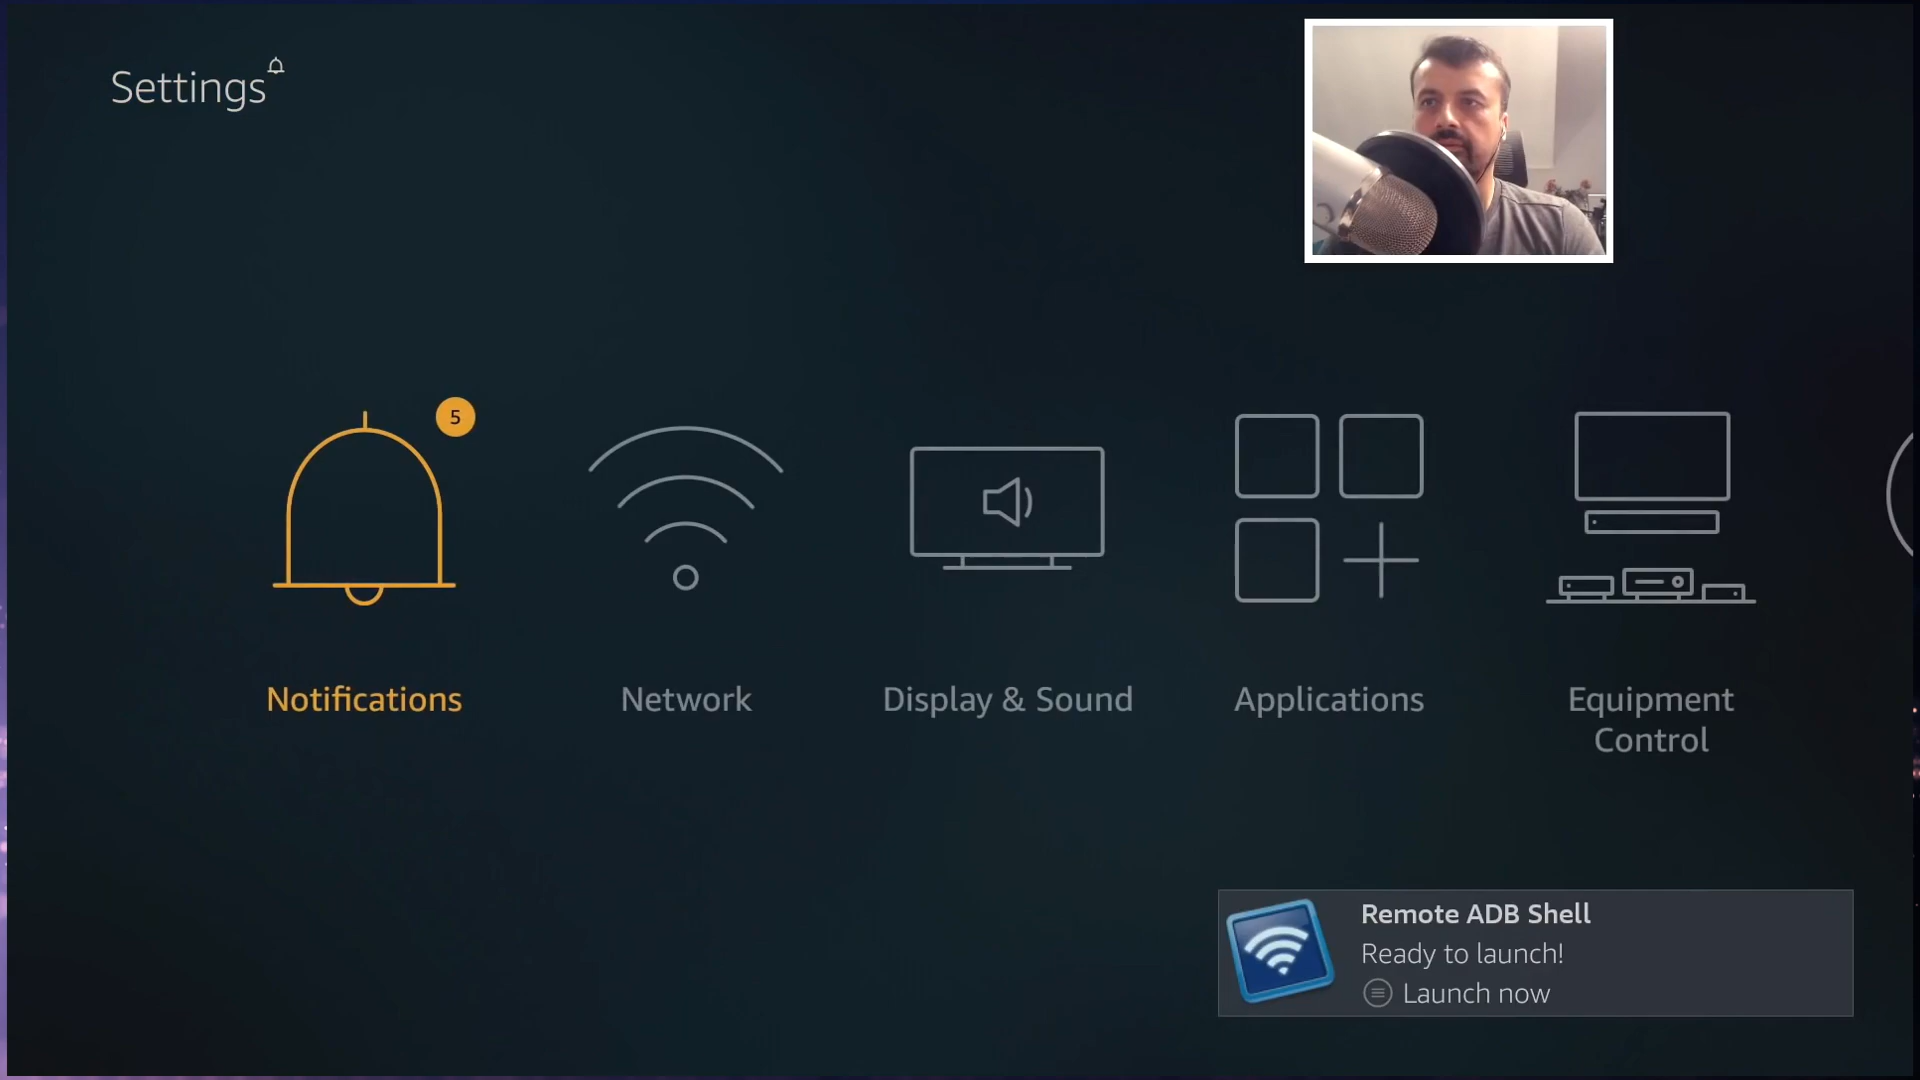 Settings
5
Notifications
Network
Display & Sound
Applications
Equipment
Control
Remote ADB Shell
Ready to launch!
Launch now